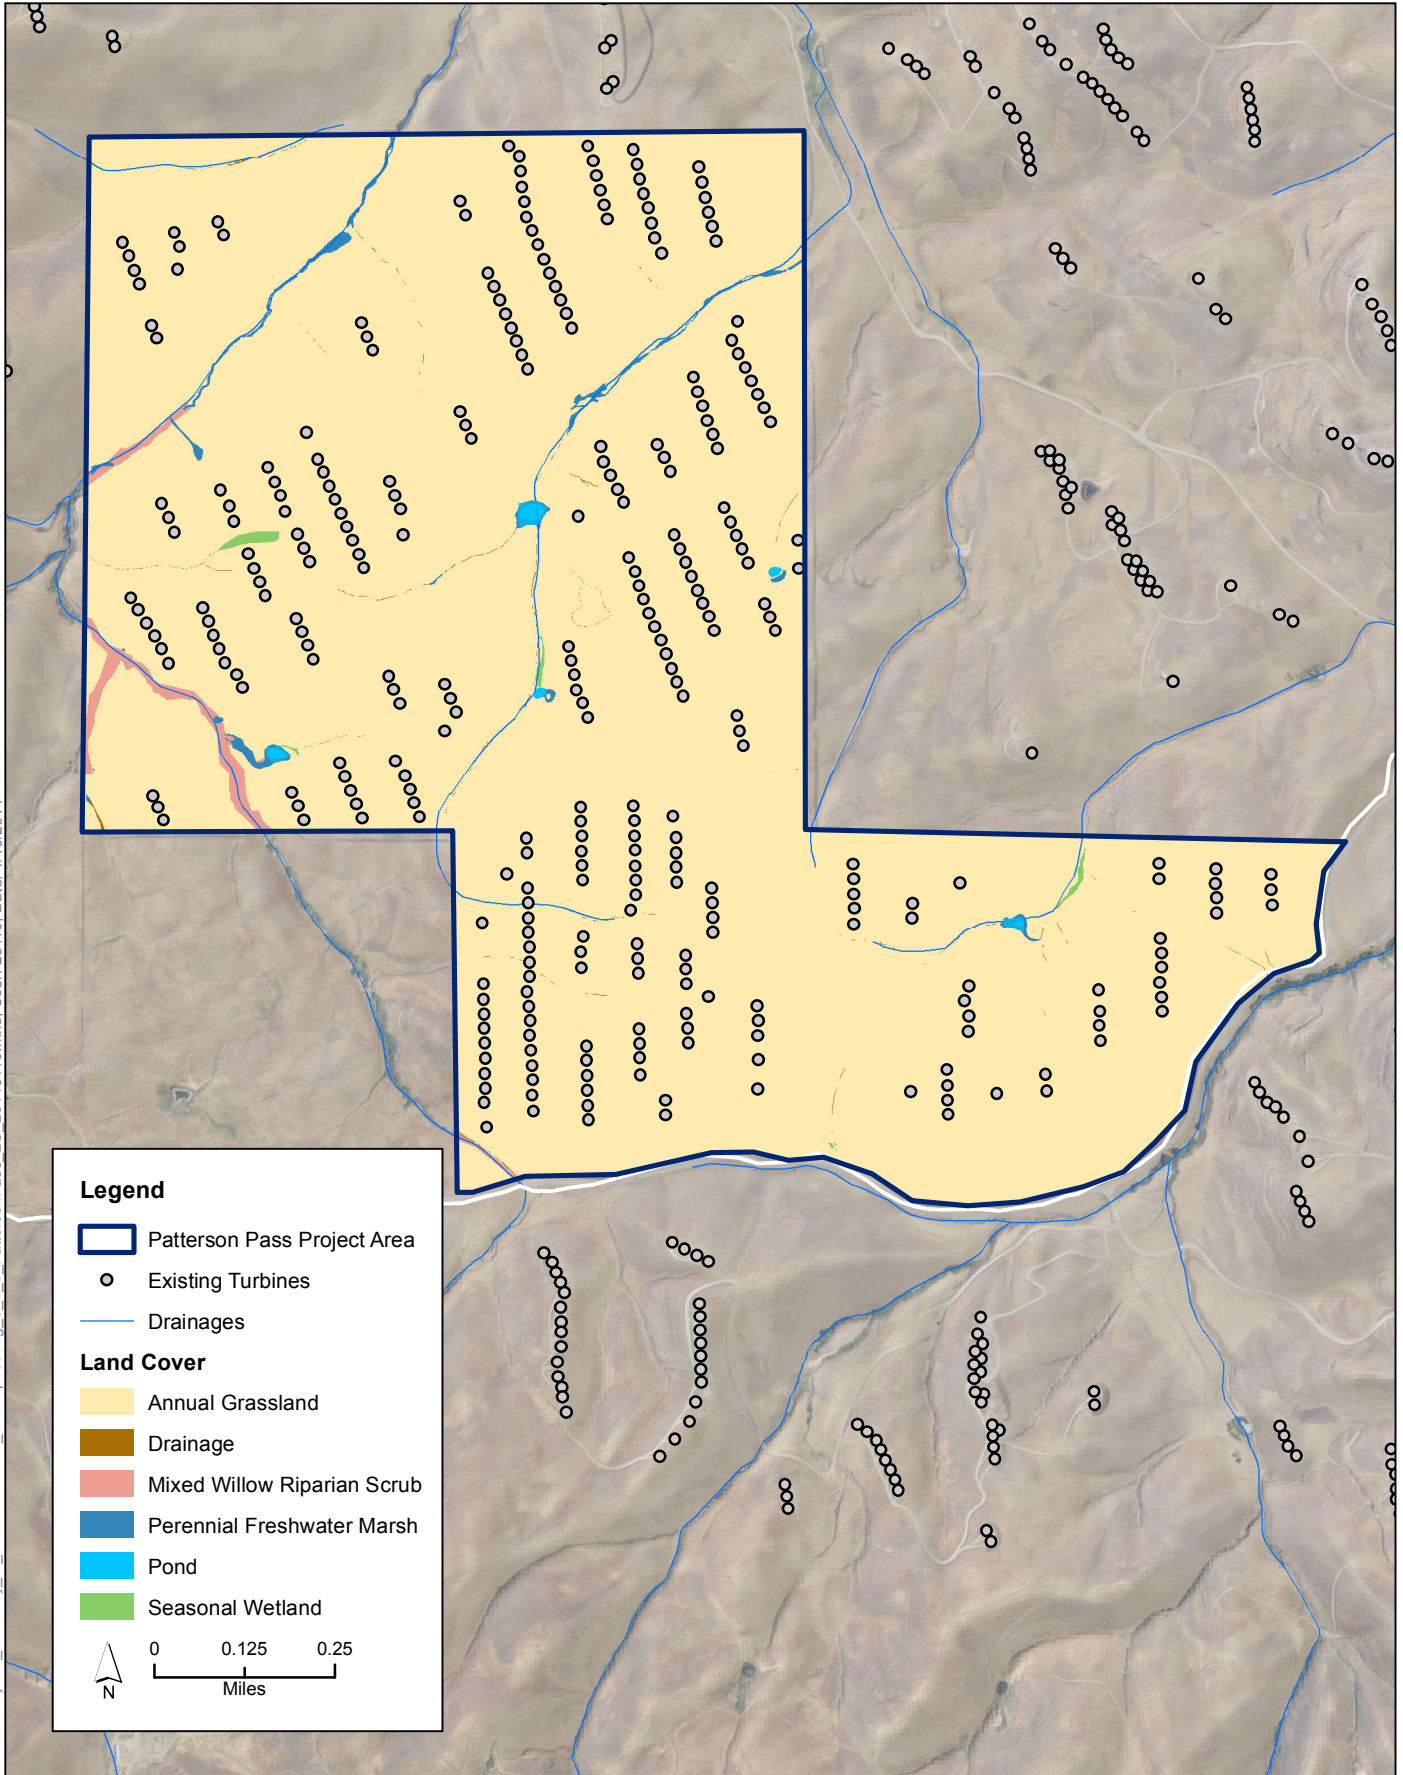 Legend
Patterson Pass Project Area
Existing Turbines
Drainages
Land Cover
Annual Grassland
Drainage
Mixed Willow Riparian Scrub
Perennial Freshwater Marsh
Pond
Seasonal Wetland
0 0.125 0.25
Miles
N